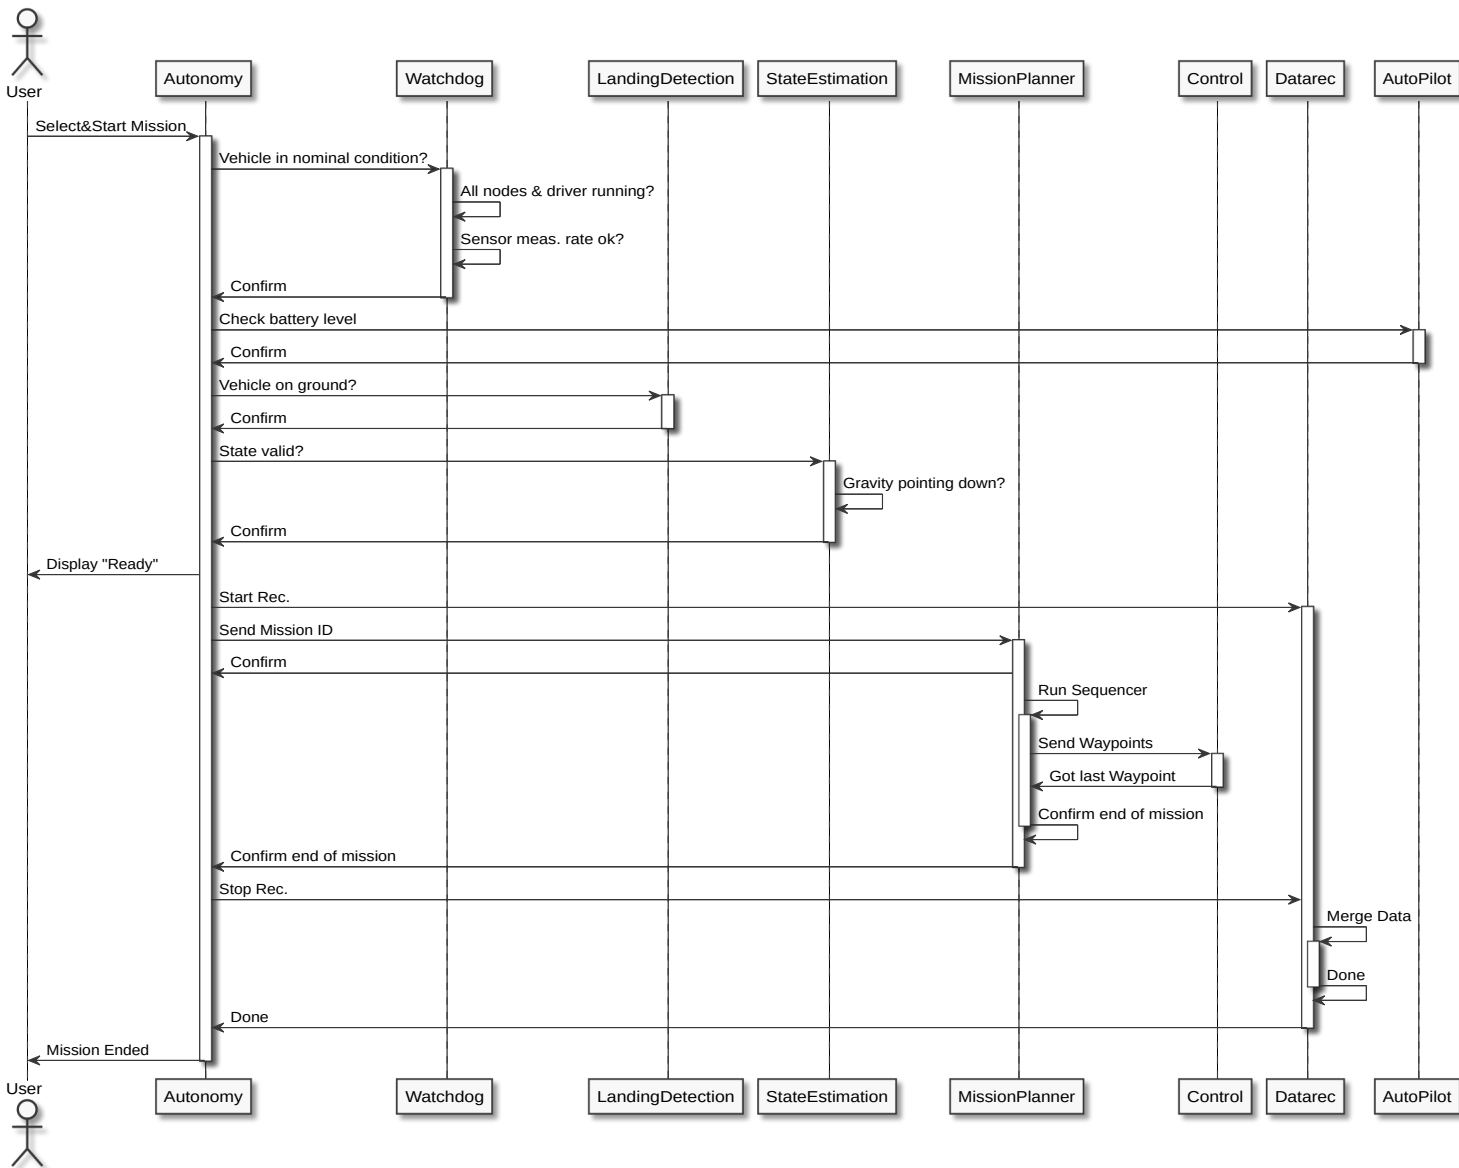 User
Autonomy
Watchdog
LandingDetection
StateEstimation
MissionPlanner
Control
Datarec
AutoPilot
Select&Start Mission
Vehicle in nominal condition?
All nodes & driver running?
Sensor meas. rate ok?
Confirm
Check battery level
Confirm
Vehicle on ground?
Confirm
State valid?
Gravity pointing down?
Confirm
Display "Ready"
Start Rec.
Send Mission ID
Confirm
Run Sequencer
Send Waypoints
Got last Waypoint
Confirm end of mission
Confirm end of mission
Stop Rec.
Merge Data
Done
Done
Mission Ended
User
Autonomy
Watchdog
LandingDetection
StateEstimation
MissionPlanner
Control
Datarec
AutoPilot